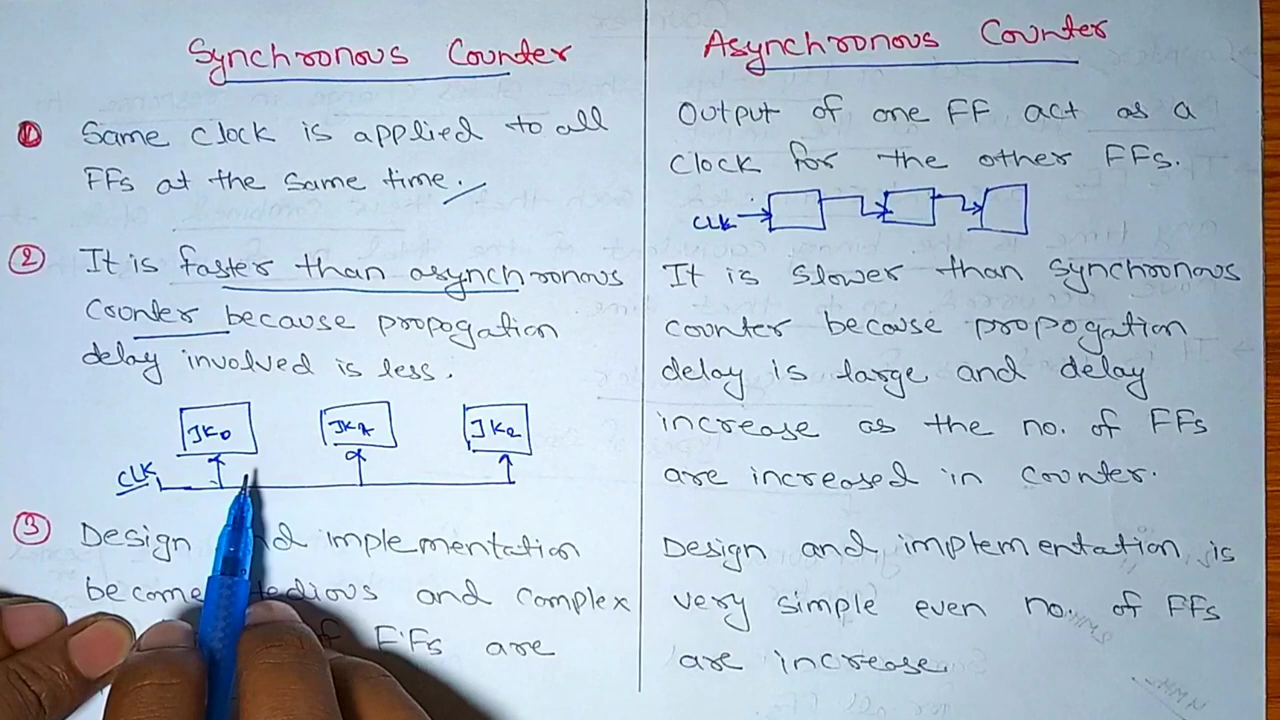 Synchronous Counter
① Same clock is applied to all
FFs at the same time.
② It is faster than asynchronous
Counter because propogation
delay involved is less.
JK0 JK1 JK2
CLK
③ Design and implementation
become tedious and complex
of FFs are
Asynchronous Counter
Output of one FF act as a
clock for the other FFs.
CLK
It is slower than synchronous
counter because propogation
delay is large and delay
increase as the no. of FFs
are increased in counter.
Design and implementation is
very simple even no. of FFs
are increase.